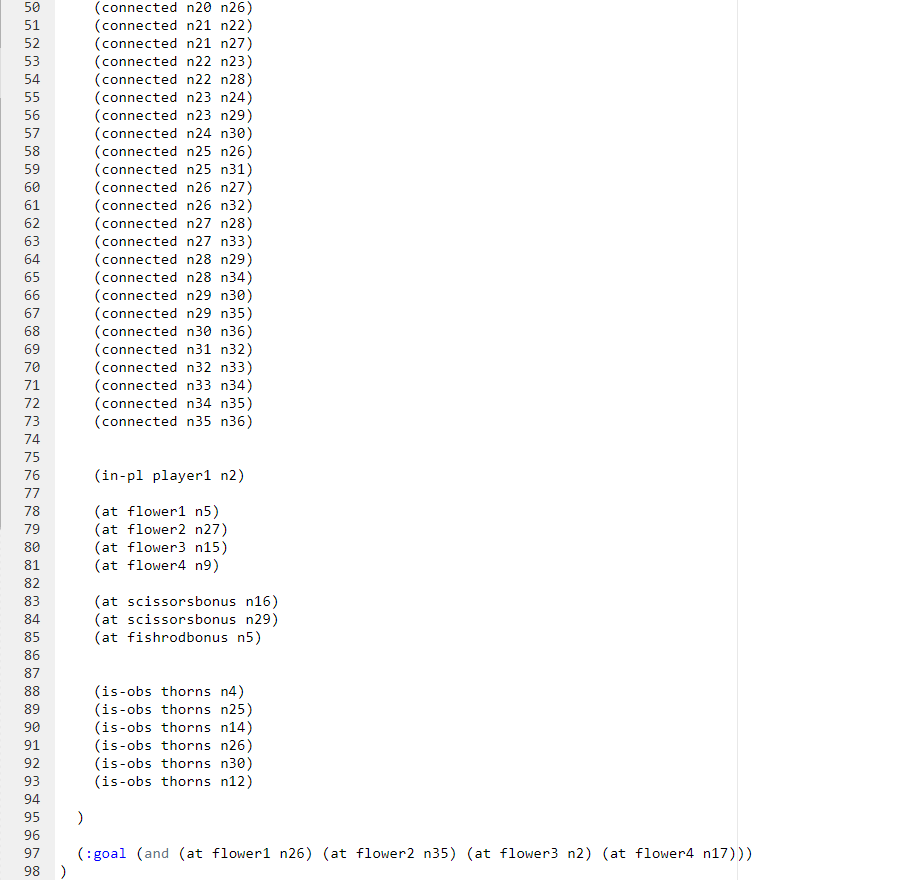 50 (connected n20 n26)
51 (connected n21 n22)
52 (connected n21 n27)
53 (connected n22 n23)
54 (connected n22 n28)
55 (connected n23 n24)
56 (connected n23 n29)
57 (connected n24 n30)
58 (connected n25 n26)
59 (connected n25 n31)
60 (connected n26 n27)
61 (connected n26 n32)
62 (connected n27 n28)
63 (connected n27 n33)
64 (connected n28 n29)
65 (connected n28 n34)
66 (connected n29 n30)
67 (connected n29 n35)
68 (connected n30 n36)
69 (connected n31 n32)
70 (connected n32 n33)
71 (connected n33 n34)
72 (connected n34 n35)
73 (connected n35 n36)
74
75
76 (in-pl player1 n2)
77
78 (at flower1 n5)
79 (at flower2 n27)
80 (at flower3 n15)
81 (at flower4 n9)
82
83 (at scissorsbonus n16)
84 (at scissorsbonus n29)
85 (at fishrodbonus n5)
86
87
88 (is-obs thorns n4)
89 (is-obs thorns n25)
90 (is-obs thorns n14)
91 (is-obs thorns n26)
92 (is-obs thorns n30)
93 (is-obs thorns n12)
94
95 )
96
97 (:goal (and (at flower1 n26) (at flower2 n35) (at flower3 n2) (at flower4 n17)))
98 )